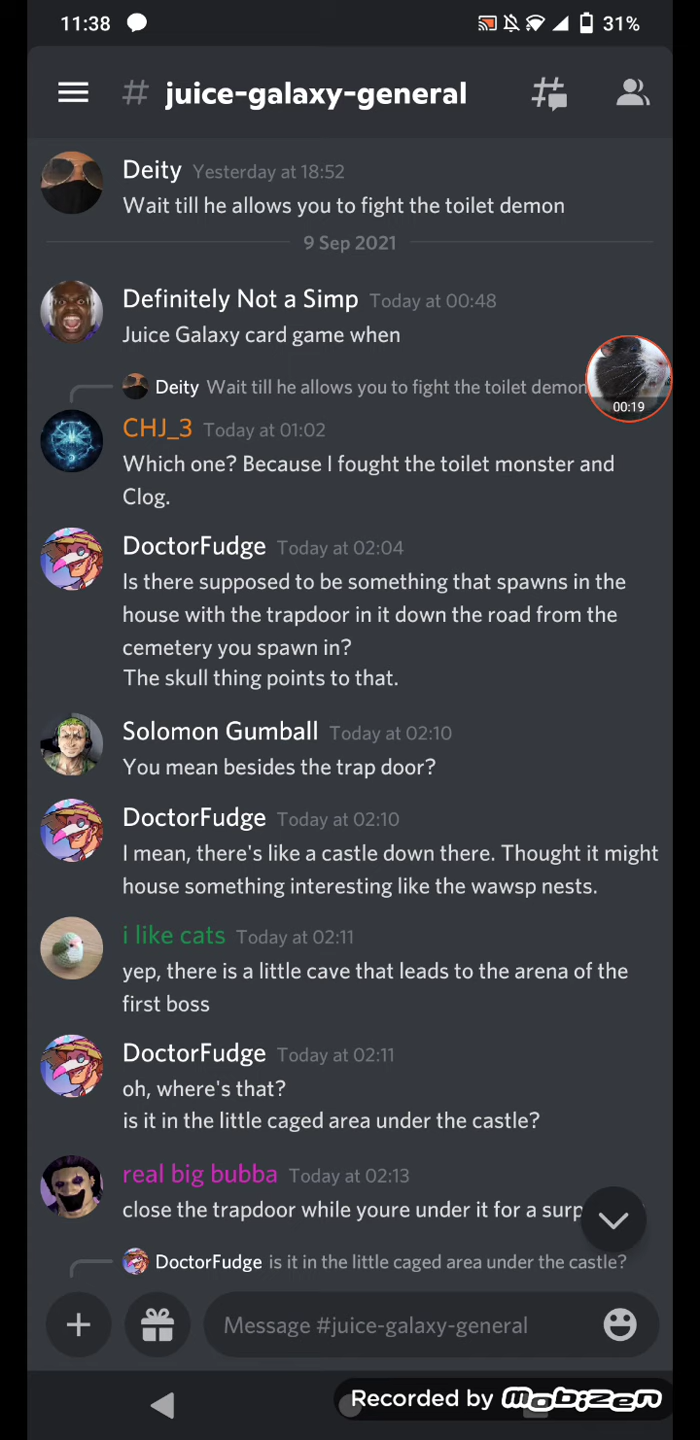 11:38
31%
# juice-galaxy-general
Deity Yesterday at 18:52
Wait till he allows you to fight the toilet demon
9 Sep 2021
Definitely Not a Simp Today at 00:48
Juice Galaxy card game when
Deity Wait till he allows you to fight the toilet demon
00:19
CHJ_3 Today at 01:02
Which one? Because I fought the toilet monster and
Clog.
DoctorFudge Today at 02:04
Is there supposed to be something that spawns in the
house with the trapdoor in it down the road from the
cemetery you spawn in?
The skull thing points to that.
Solomon Gumball Today at 02:10
You mean besides the trap door?
DoctorFudge Today at 02:10
I mean, there's like a castle down there. Thought it might
house something interesting like the wawsp nests.
i like cats Today at 02:11
yep, there is a little cave that leads to the arena of the
first boss
DoctorFudge Today at 02:11
oh, where's that?
is it in the little caged area under the castle?
real big bubba Today at 02:13
close the trapdoor while youre under it for a surp
DoctorFudge is it in the little caged area under the castle?
Message #juice-galaxy-general
Recorded by mobizen